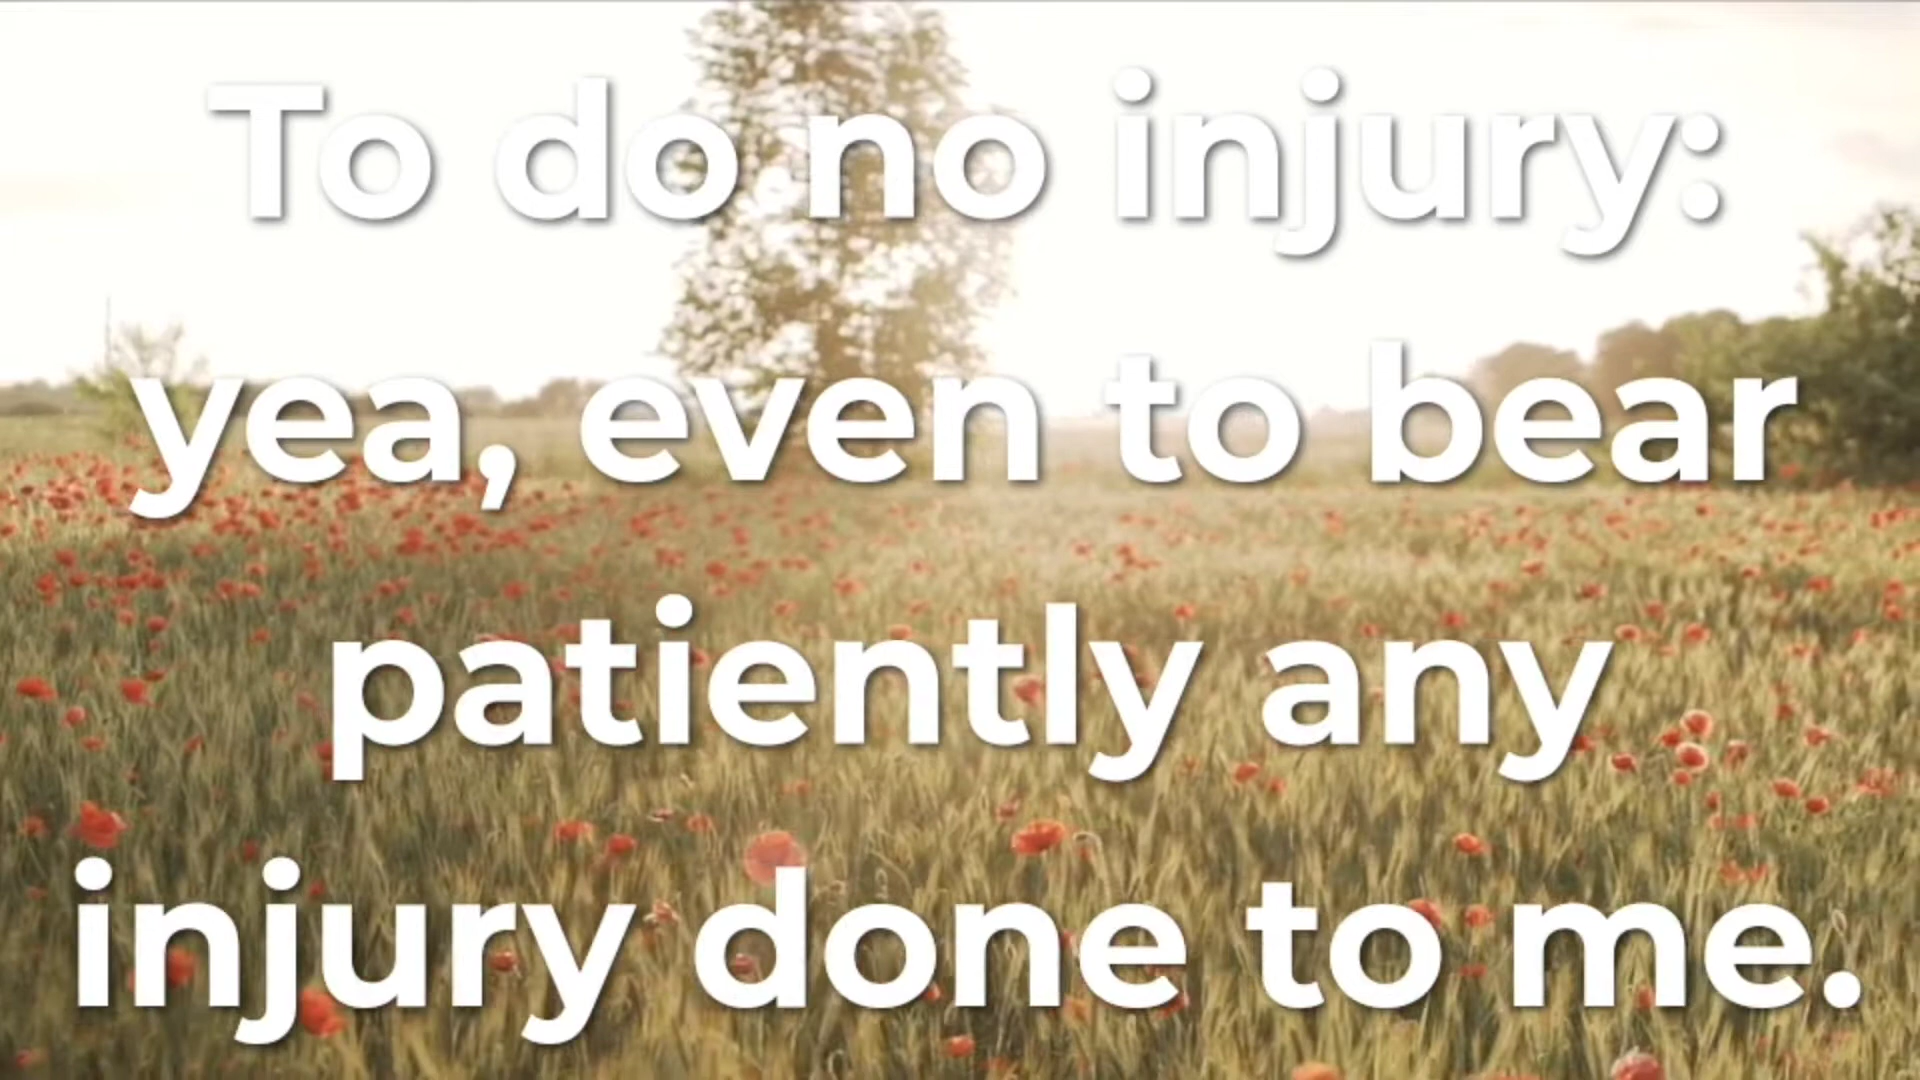 To do no injury:
yea, even to bear
patiently any
injury done to me.